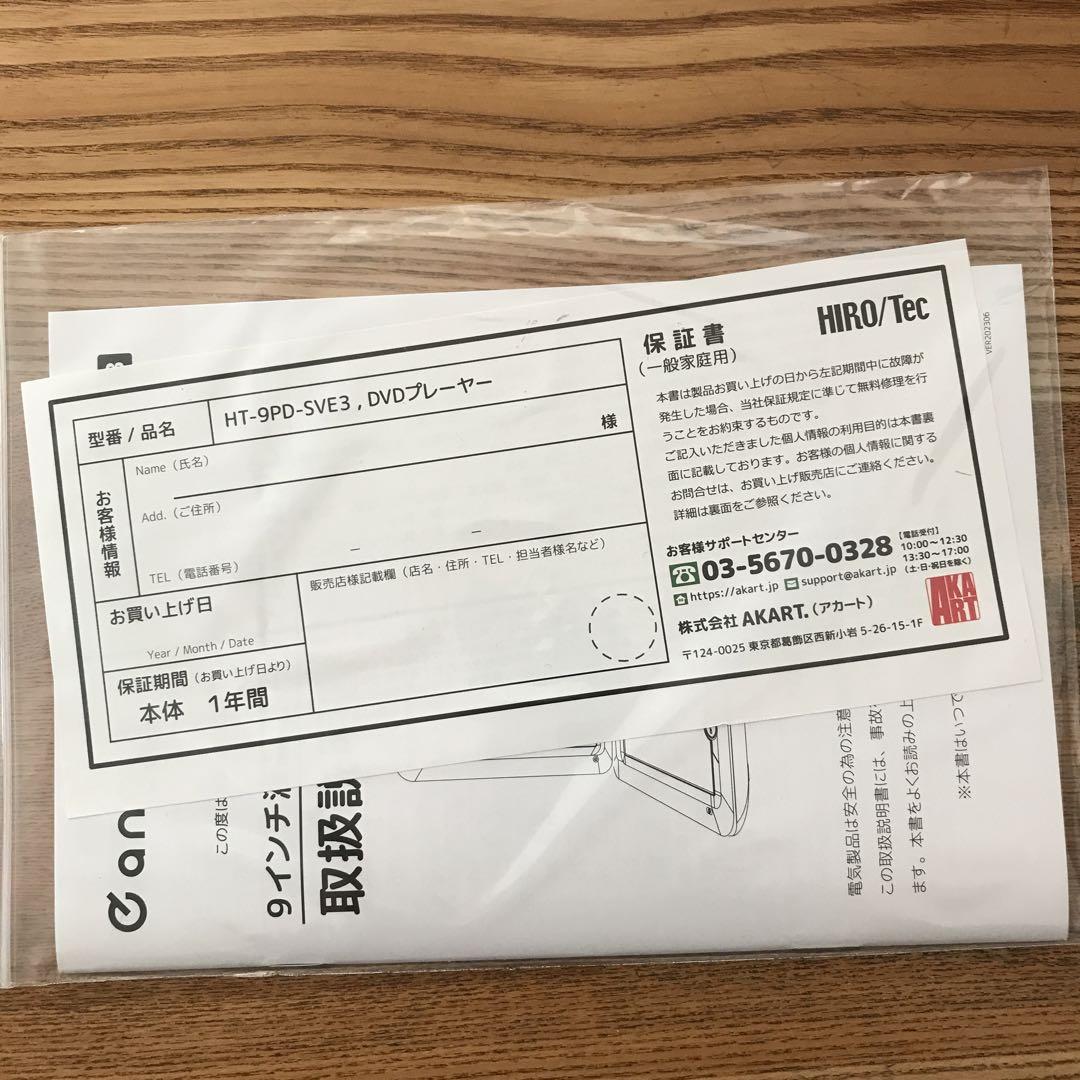 型番 / 品名
HT-9PD-SVE3 , DVDプレーヤー
お客様情報
Name（氏名）
様
Add.（ご住所）
TEL（電話番号）
－ －
お買い上げ日
Year / Month / Date
保証期間（お買い上げ日より）
本体 1年間
販売店様記載欄（店名・住所・TEL・担当者様名など）
保証書
（一般家庭用）
HIRO/Tec
本書は製品お買い上げの日から左記期間中に故障が
発生した場合、当社保証規定に準じて無料修理を行
うことをお約束するものです。
ご記入いただきました個人情報の利用目的は本書裏
面に記載しております。お客様の個人情報に関する
お問合せは、お買い上げ販売店にご連絡ください。
詳細は裏面をご参照ください。
お客様サポートセンター
03-5670-0328
【電話受付】
10:00～12:30
13:30～17:00
（土・日・祝日を除く）
https://akart.jp support@akart.jp
株式会社 AKART.（アカート）
〒124-0025 東京都葛飾区西新小岩 5-26-15-1F
AKA
ART
VER202306
an
この度は
9インチ
取扱説
電気製品は安全の為の注意
この取扱説明書には、事故
ます。本書をよくお読みの上
※本書はいつで